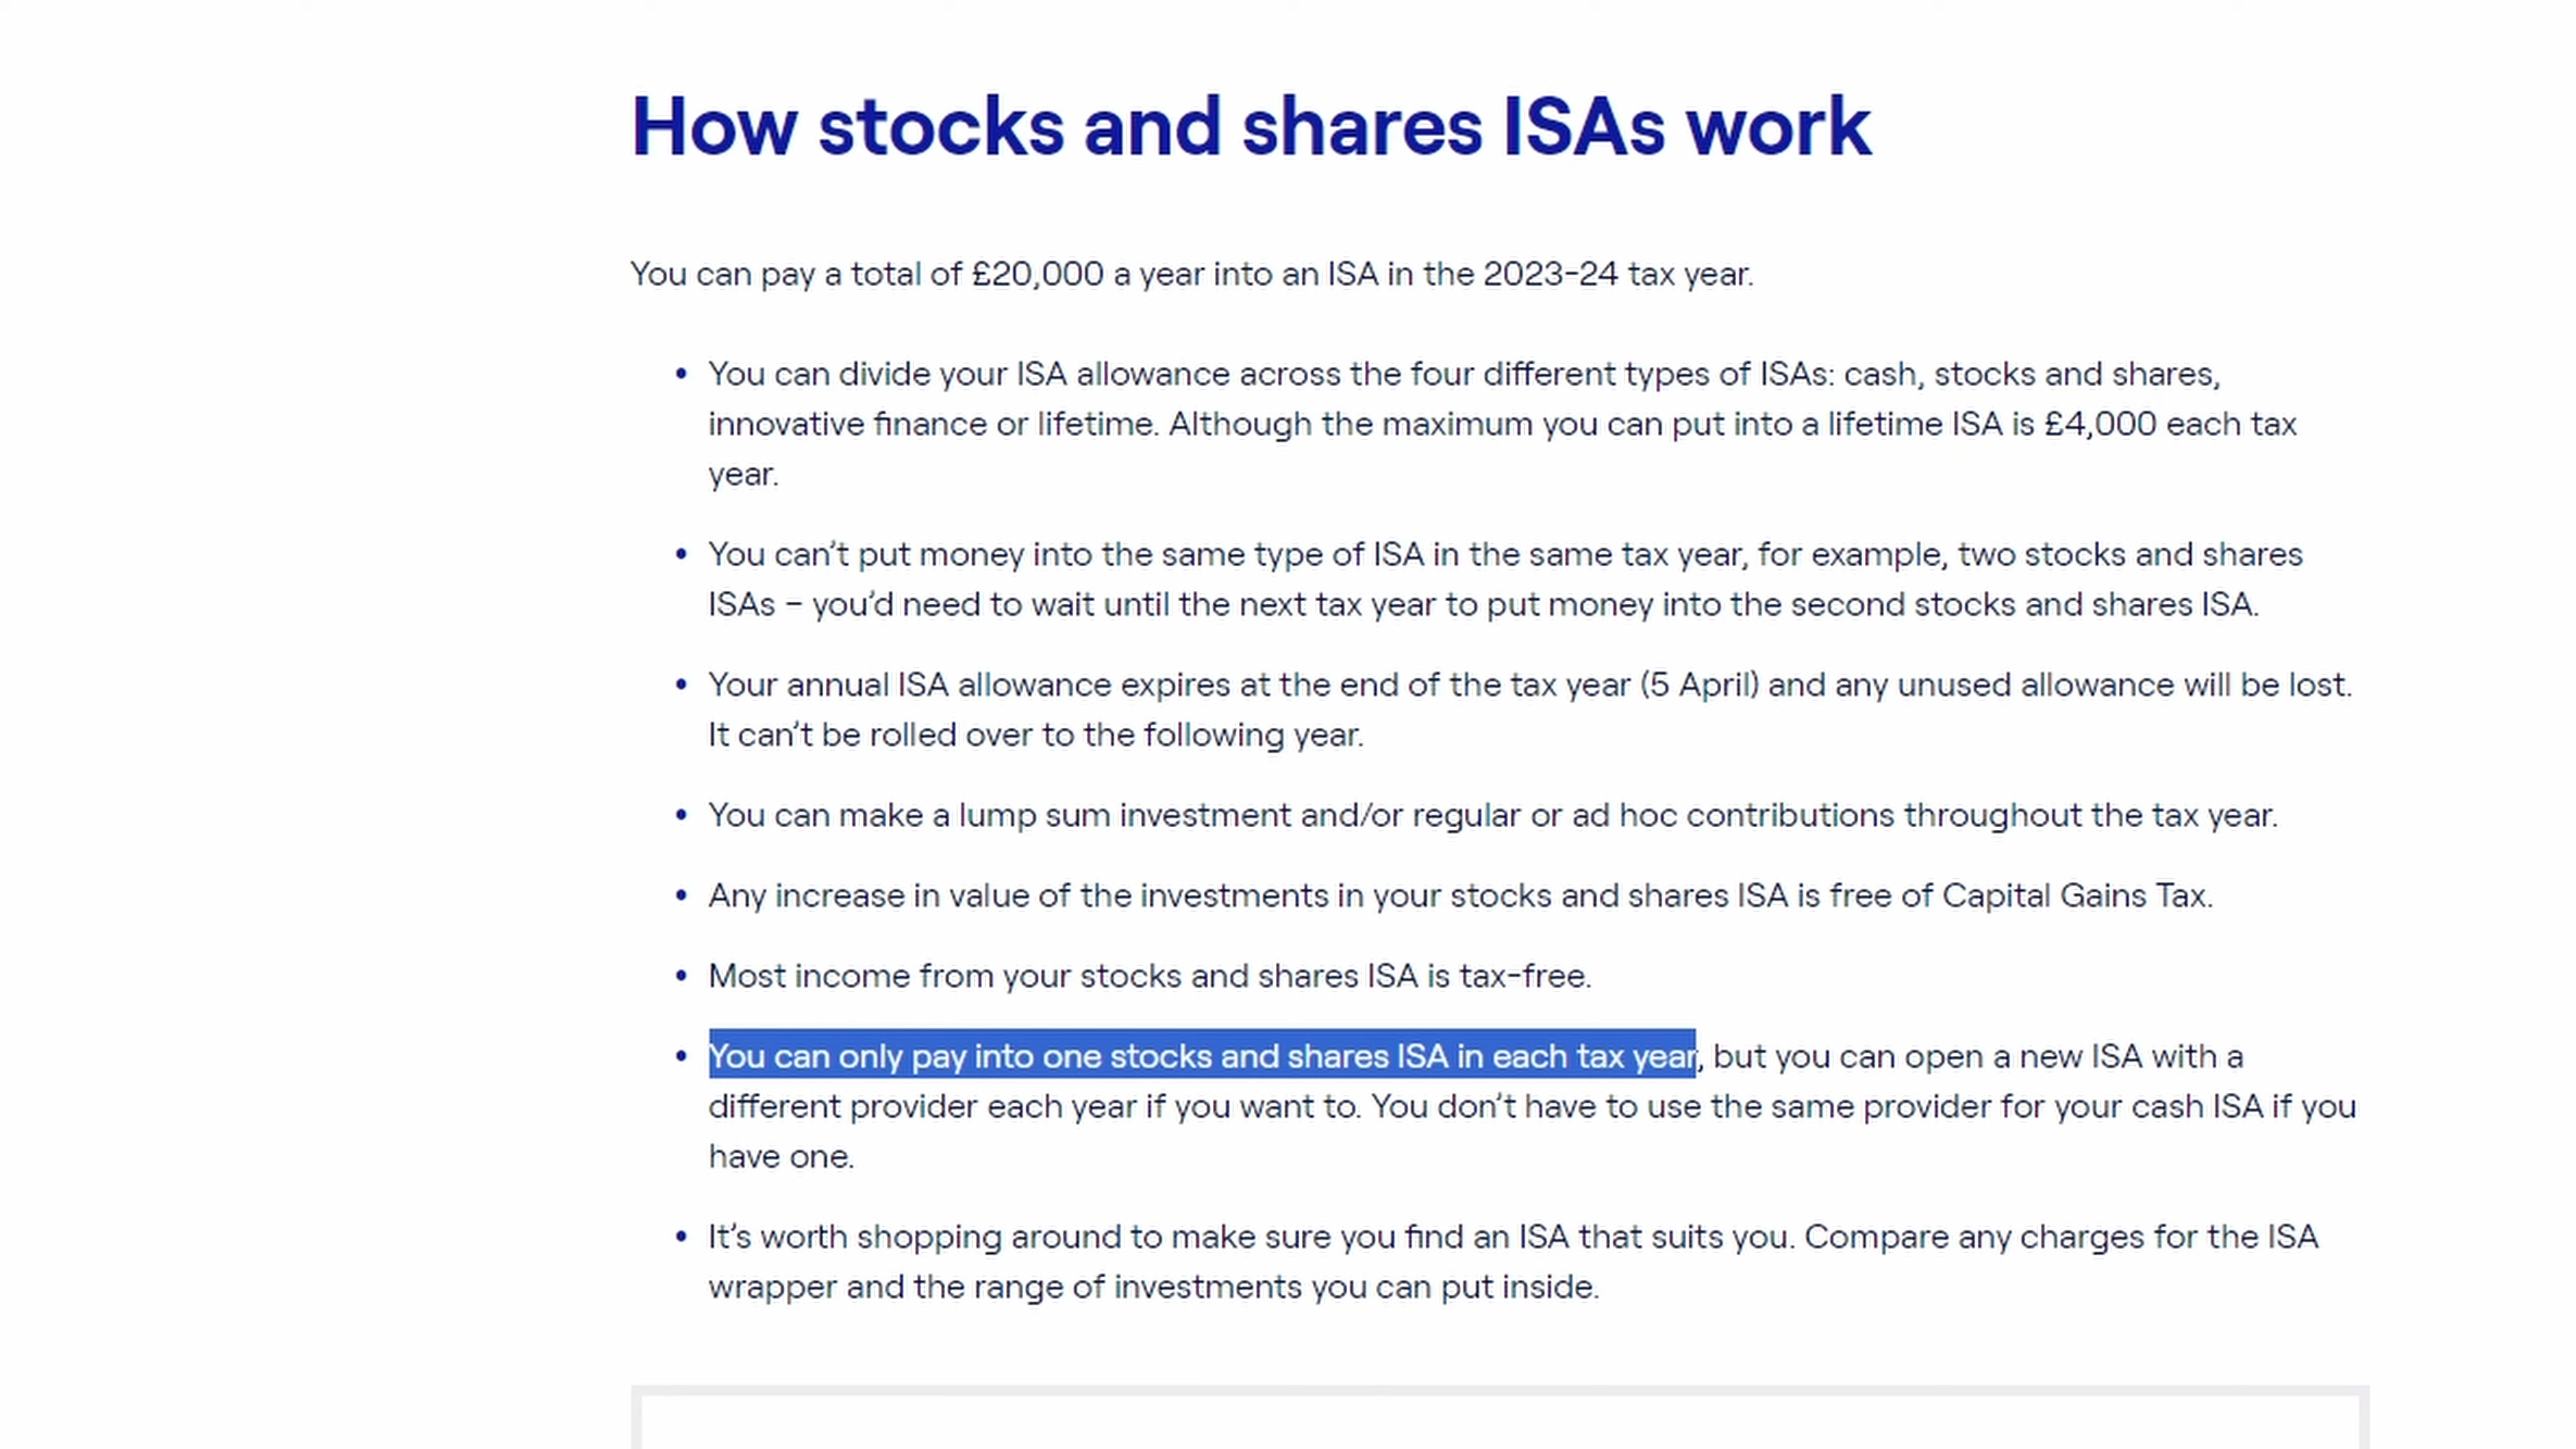 How stocks and shares ISAs work
You can pay a total of £20,000 a year into an ISA in the 2023-24 tax year.
• You can divide your ISA allowance across the four different types of ISAs: cash, stocks and shares,
innovative finance or lifetime. Although the maximum you can put into a lifetime ISA is £4,000 each tax
year.
• You can’t put money into the same type of ISA in the same tax year, for example, two stocks and shares
ISAs – you’d need to wait until the next tax year to put money into the second stocks and shares ISA.
• Your annual ISA allowance expires at the end of the tax year (5 April) and any unused allowance will be lost.
It can’t be rolled over to the following year.
• You can make a lump sum investment and/or regular or ad hoc contributions throughout the tax year.
• Any increase in value of the investments in your stocks and shares ISA is free of Capital Gains Tax.
• Most income from your stocks and shares ISA is tax-free.
• You can only pay into one stocks and shares ISA in each tax year, but you can open a new ISA with a
different provider each year if you want to. You don’t have to use the same provider for your cash ISA if you
have one.
• It’s worth shopping around to make sure you find an ISA that suits you. Compare any charges for the ISA
wrapper and the range of investments you can put inside.